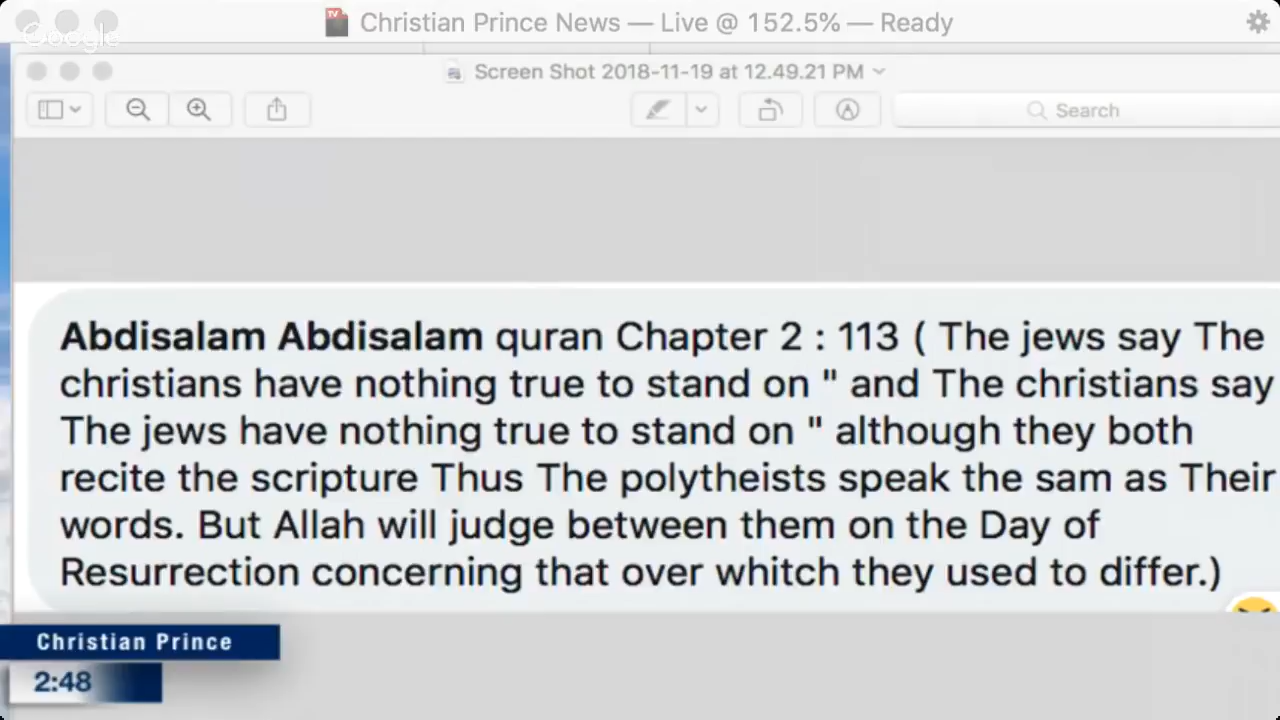 Google
Christian Prince News — Live @ 152.5% — Ready
Screen Shot 2018-11-19 at 12.49.21 PM
Search
Abdisalam Abdisalam quran Chapter 2 : 113 ( The jews say The
christians have nothing true to stand on " and The christians say
The jews have nothing true to stand on " although they both
recite the scripture Thus The polytheists speak the sam as Their
words. But Allah will judge between them on the Day of
Resurrection concerning that over whitch they used to differ.)
Christian Prince
2:48